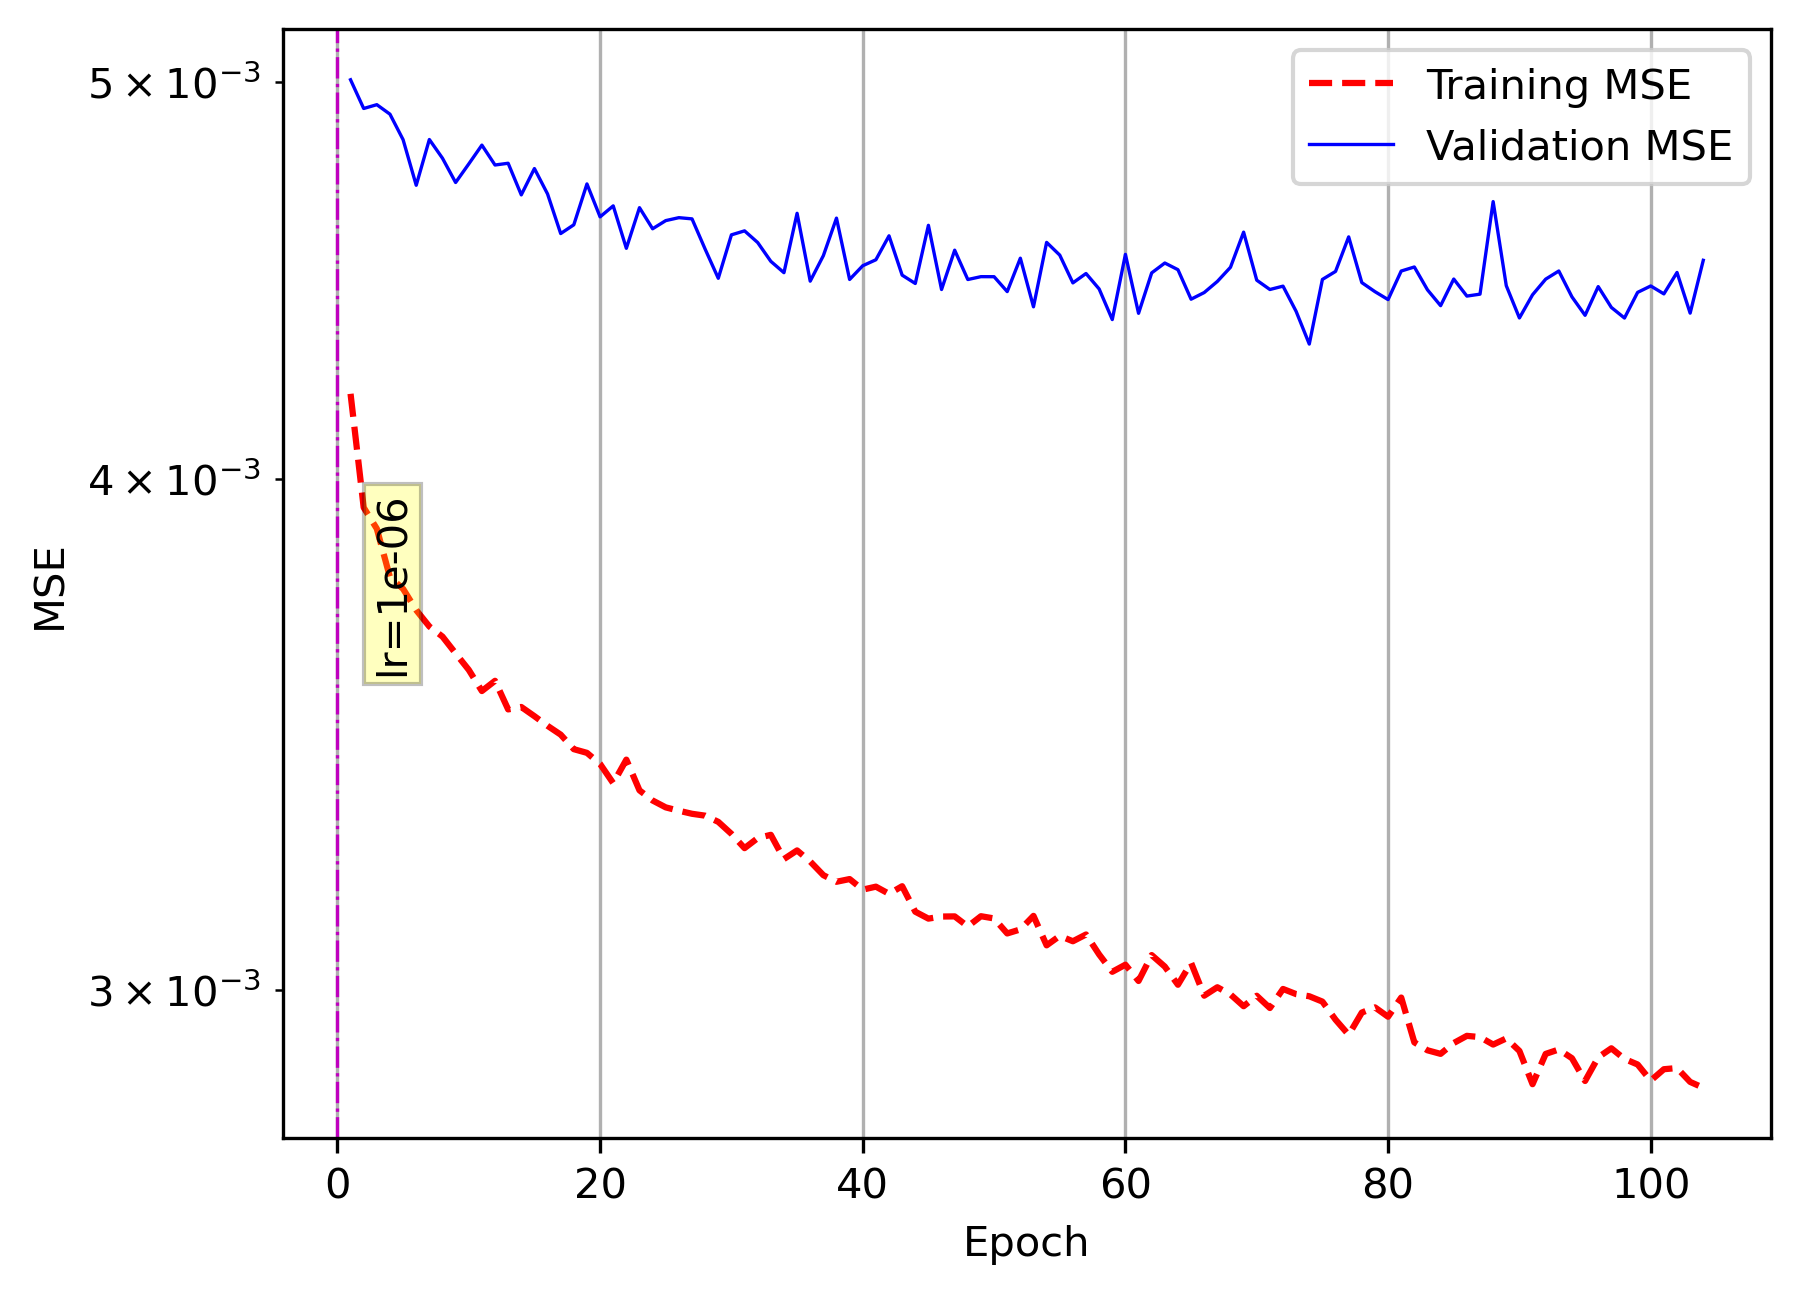 5×10⁻³
4×10⁻³
3×10⁻³
MSE
Training MSE
Validation MSE
lr=1e-06
0 20 40 60 80 100
Epoch